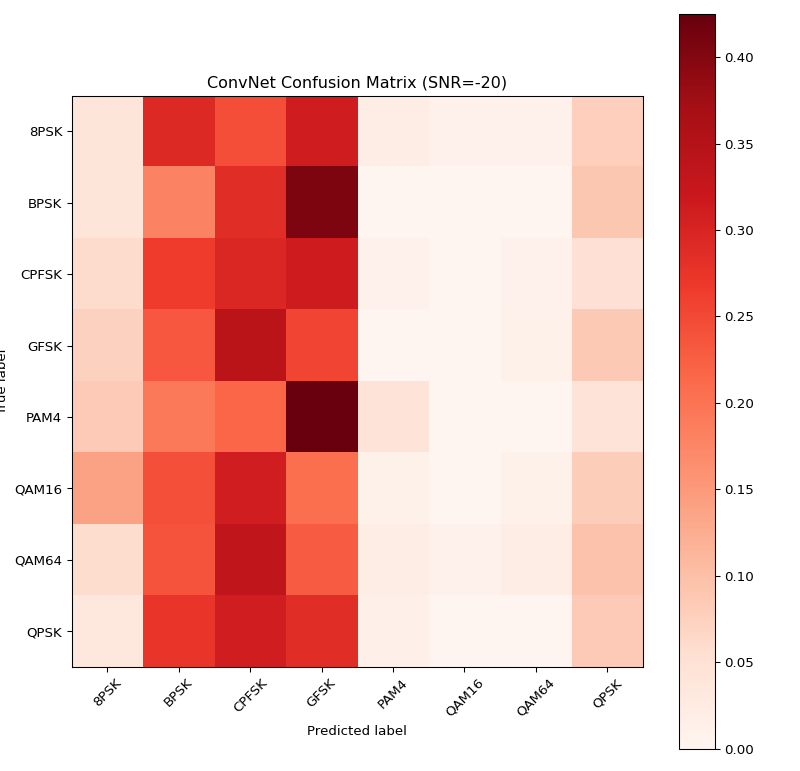 ConvNet Confusion Matrix (SNR=-20)
8PSK
BPSK
CPFSK
GFSK
PAM4
QAM16
QAM64
QPSK
8PSK
BPSK
CPFSK
GFSK
PAM4
QAM16
QAM64
QPSK
Predicted label
0.40
0.35
0.30
0.25
0.20
0.15
0.10
0.05
0.00